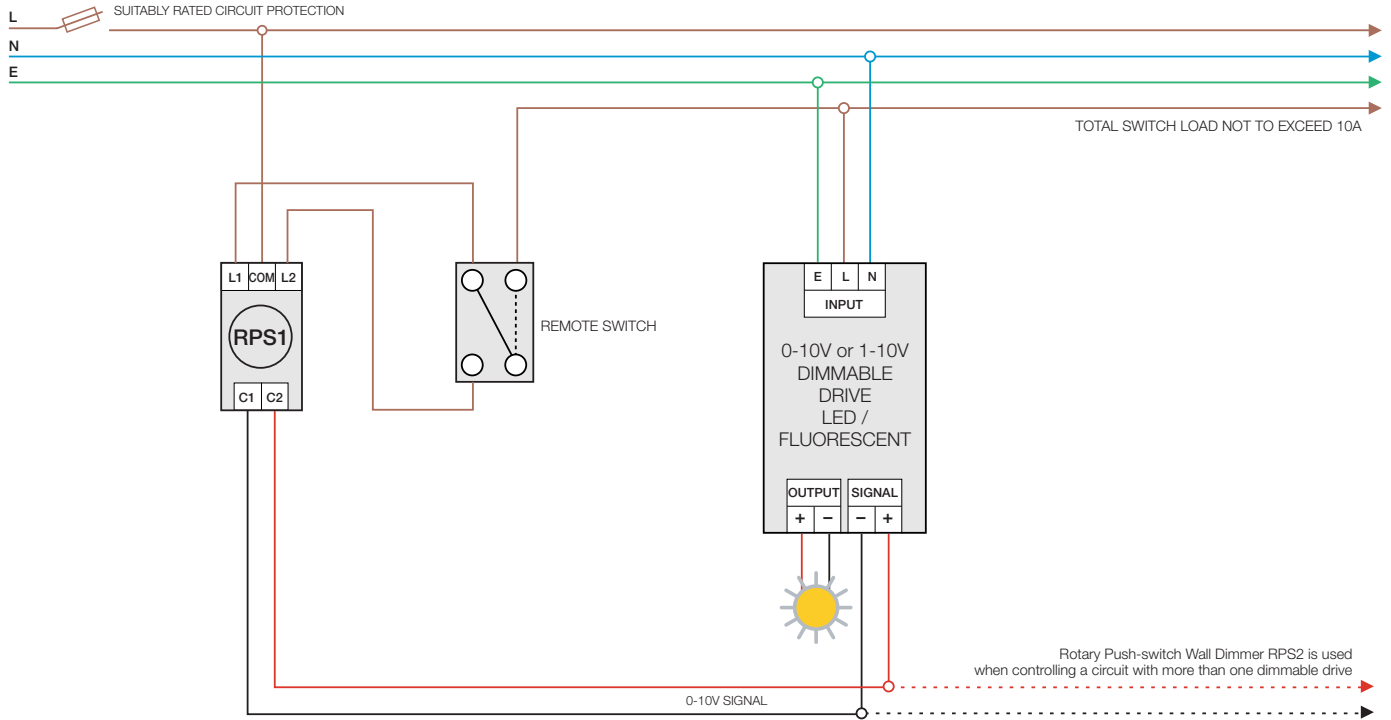 SUITABLY RATED CIRCUIT PROTECTION
L
N
E
TOTAL SWITCH LOAD NOT TO EXCEED 10A
L1 COM L2
RPS1
C1 C2
REMOTE SWITCH
E L N
INPUT
0-10V or 1-10V
DIMMABLE
DRIVE
LED /
FLUORESCENT
OUTPUT SIGNAL
+ − − +
Rotary Push-switch Wall Dimmer RPS2 is used
when controlling a circuit with more than one dimmable drive
0-10V SIGNAL